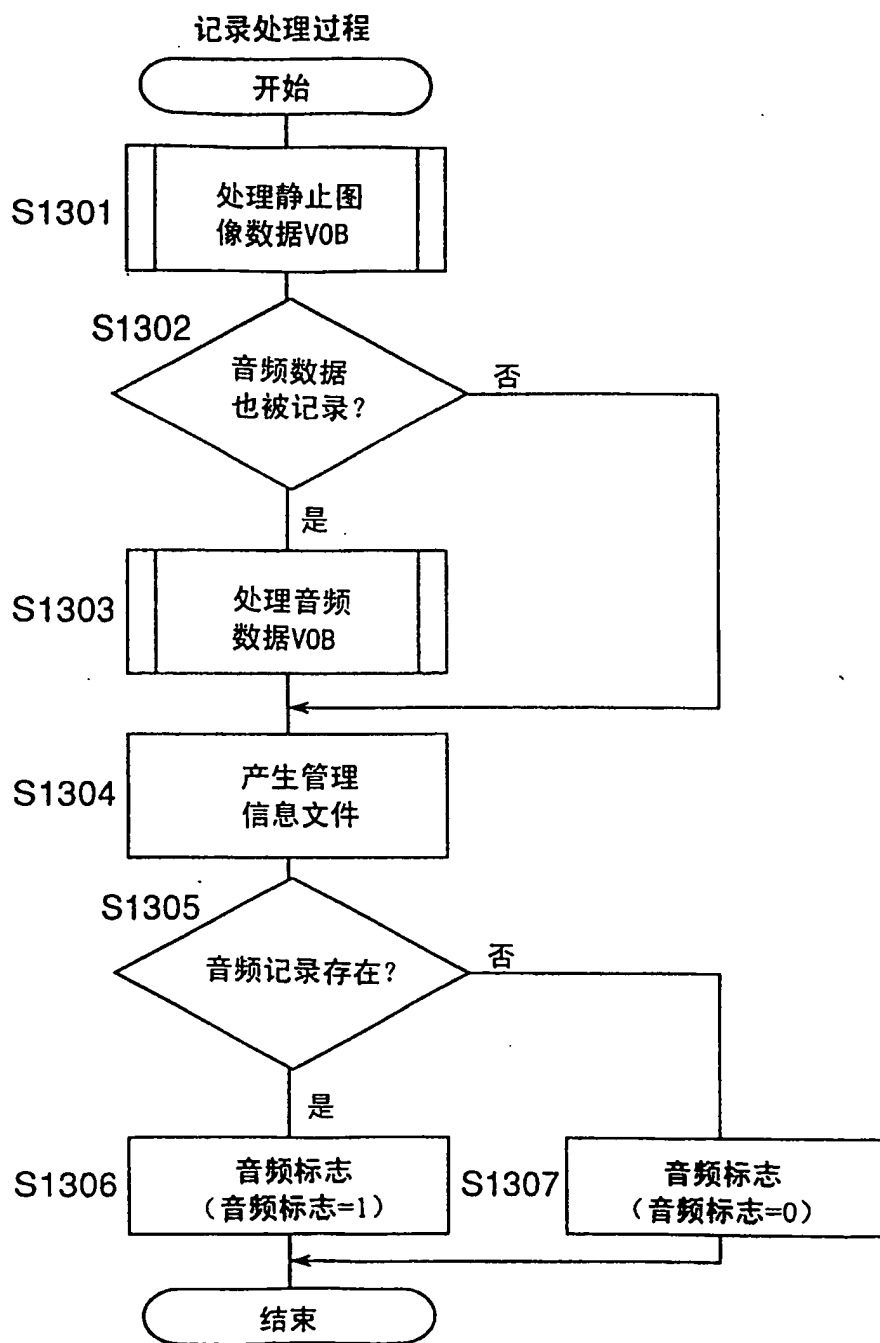 记录处理过程
开始
S1301
处理静止图
像数据VOB
S1302
音频数据
也被记录?
否
是
S1303
处理音频
数据VOB
S1304
产生管理
信息文件
S1305
音频记录存在?
否
是
S1306
音频标志
(音频标志=1)
S1307
音频标志
(音频标志=0)
结束